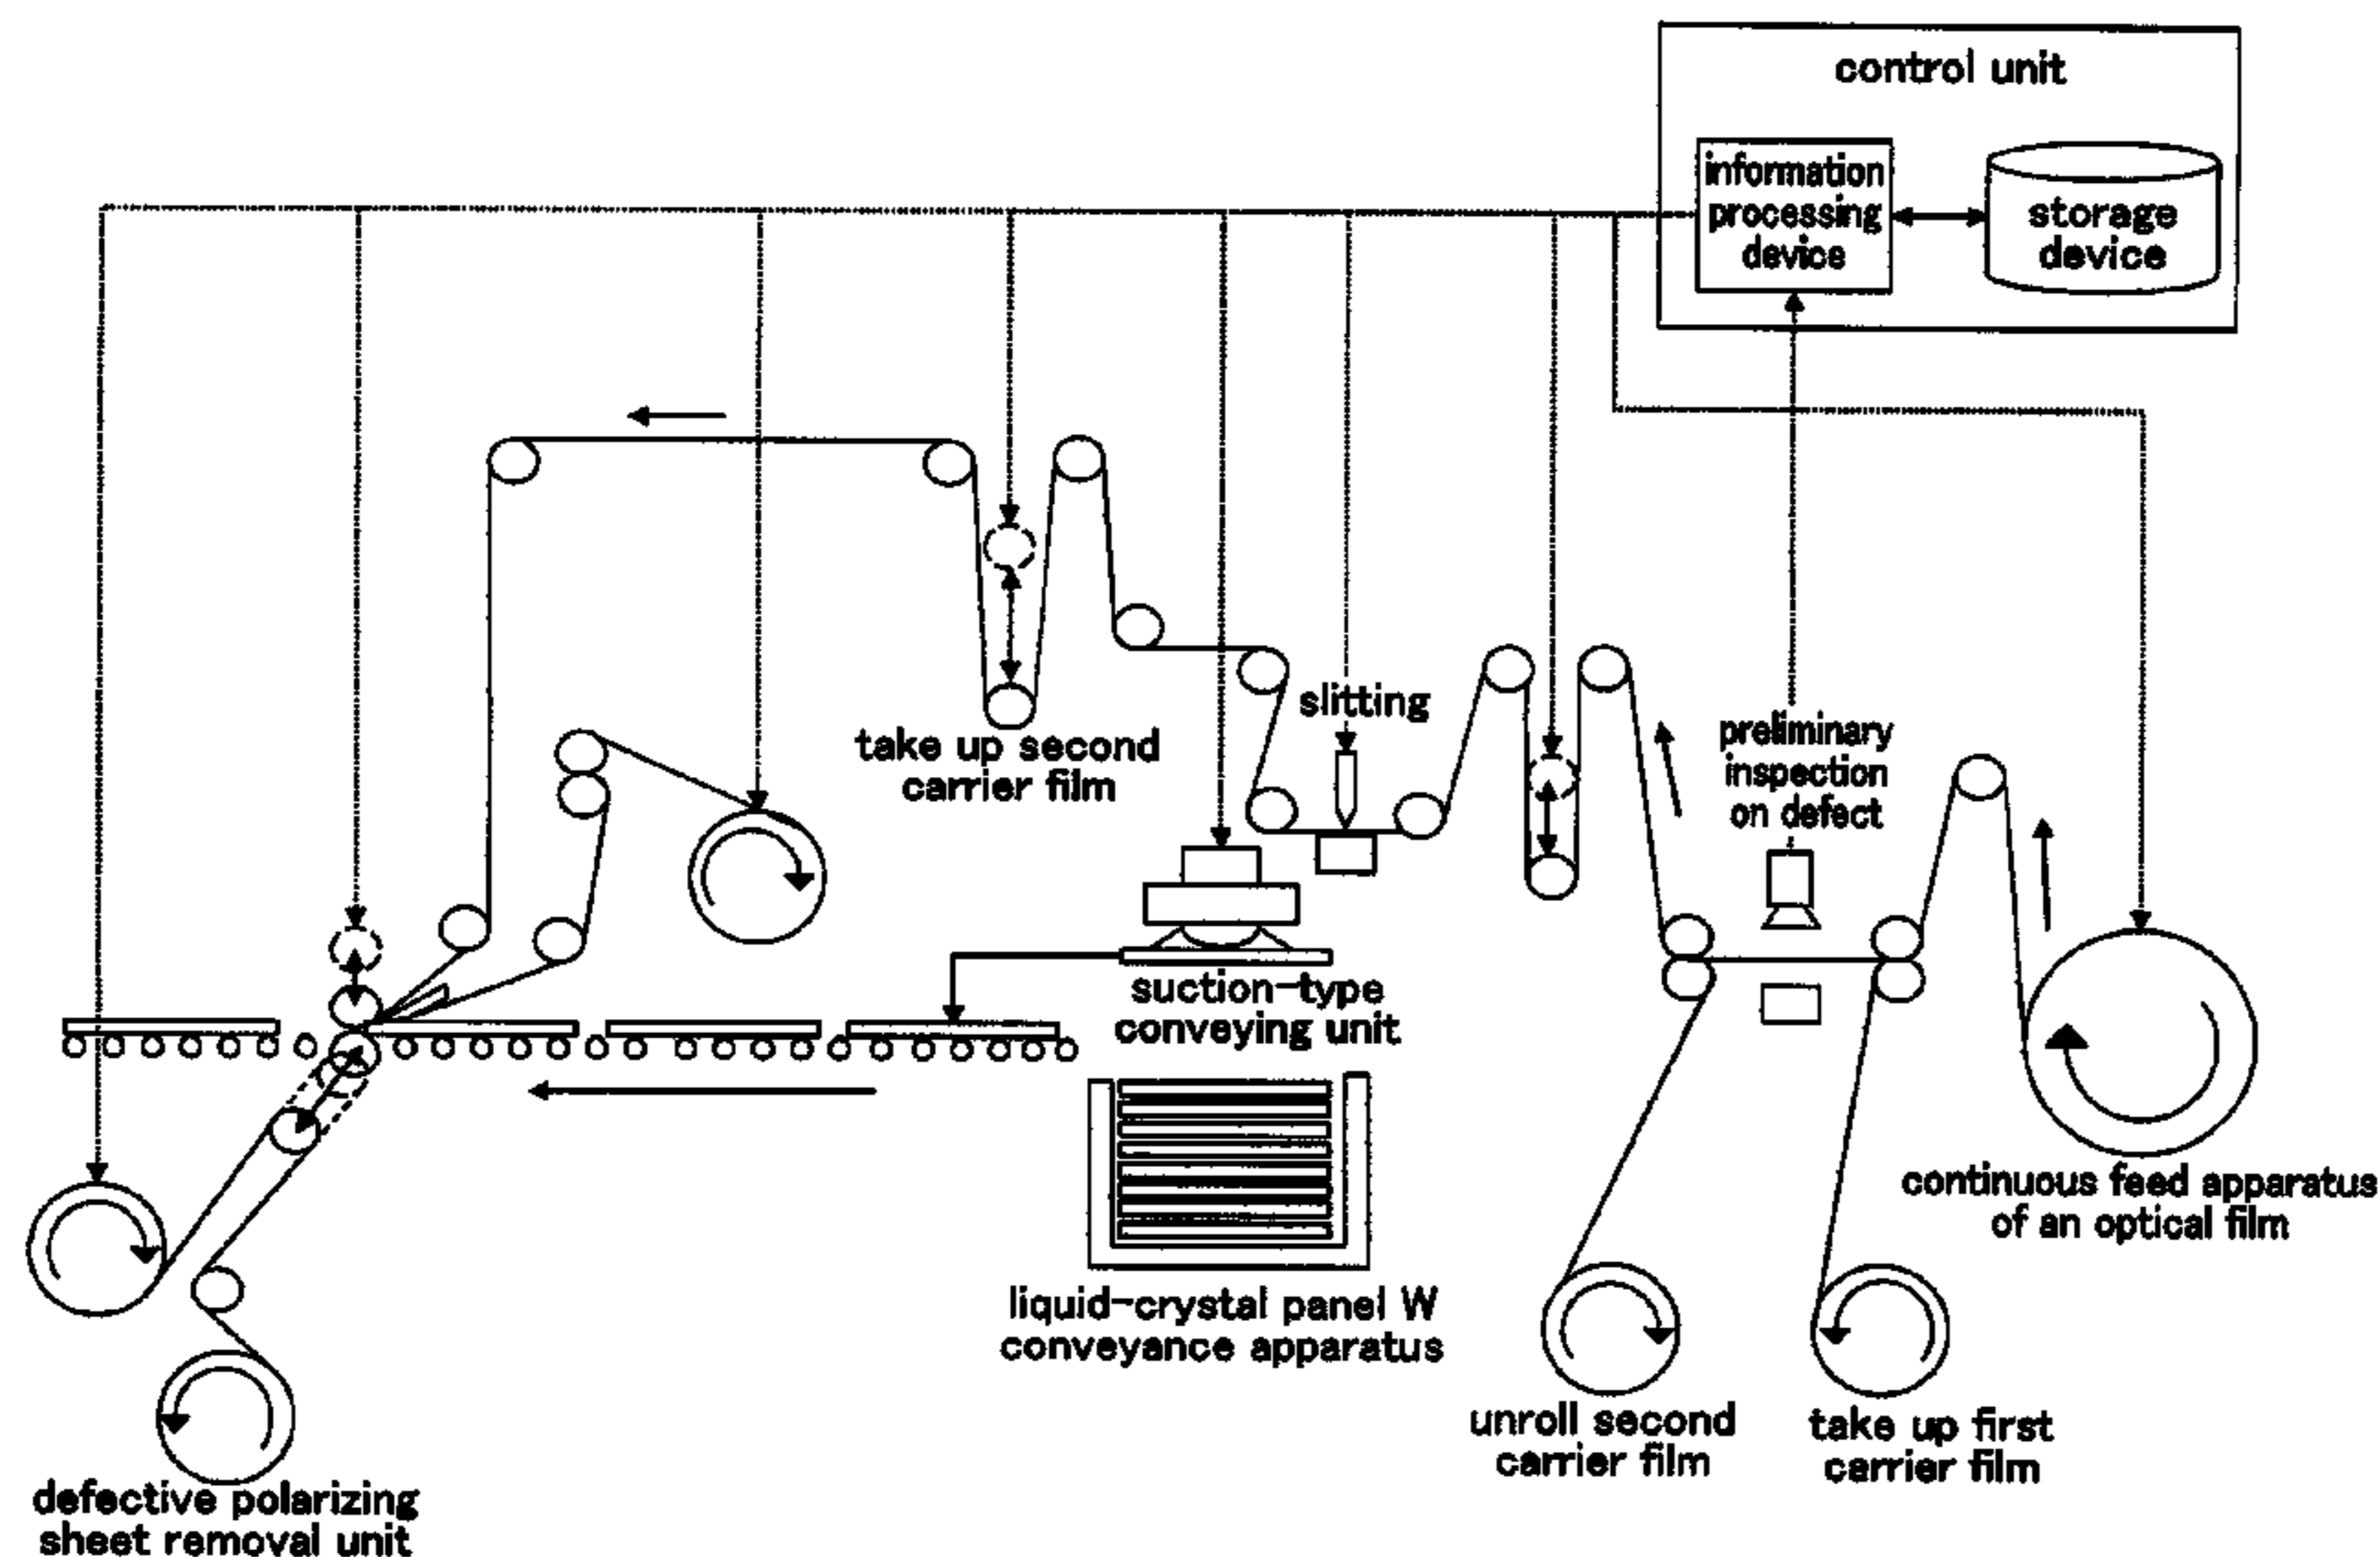 control unit
information
processing
device
storage
device
slitting
preliminary
inspection
on defect
take up second
carrier film
suction-type
conveying unit
continuous feed apparatus
of an optical film
liquid-crystal panel W
conveyance apparatus
unroll second
carrier film
take up first
carrier film
defective polarizing
sheet removal unit